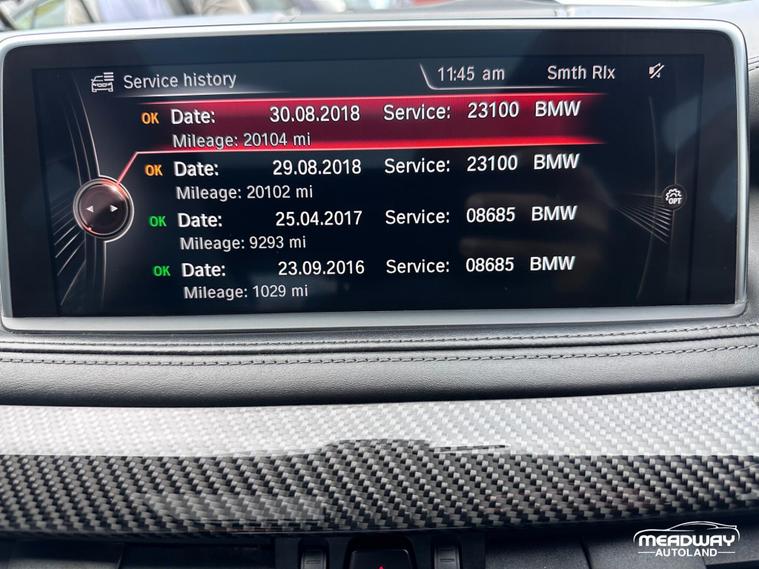 Service history 11:45 am Smth Rlx
OK Date: 30.08.2018 Service: 23100 BMW
Mileage: 20104 mi
OK Date: 29.08.2018 Service: 23100 BMW
Mileage: 20102 mi
OK Date: 25.04.2017 Service: 08685 BMW
Mileage: 9293 mi
OPT
OK Date: 23.09.2016 Service: 08685 BMW
Mileage: 1029 mi
MEADWAY
AUTOLAND